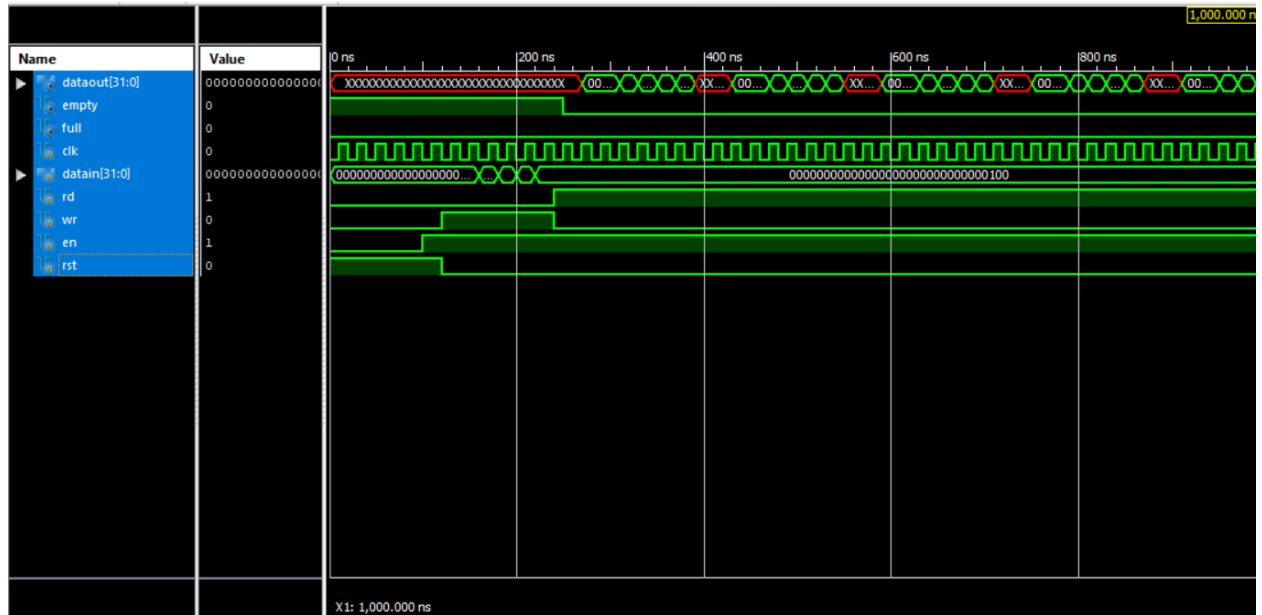 1,000.000 n
Name Value 0 ns 200 ns 400 ns 600 ns 800 ns
dataout[31:0] 0000000000000000 XXXXXXXXXXXXXXXXXXXXXXXXXXXXXXXX 00... ... ... XX... 00... ... XX... 00... ... ... XX... 00... ... XX... 00...
empty 0
full 0
clk 0
datain[31:0] 0000000000000000 000000000000000000... ... 00000000000000000000000000000100
rd 1
wr 0
en 1
rst 0
X1: 1,000.000 ns